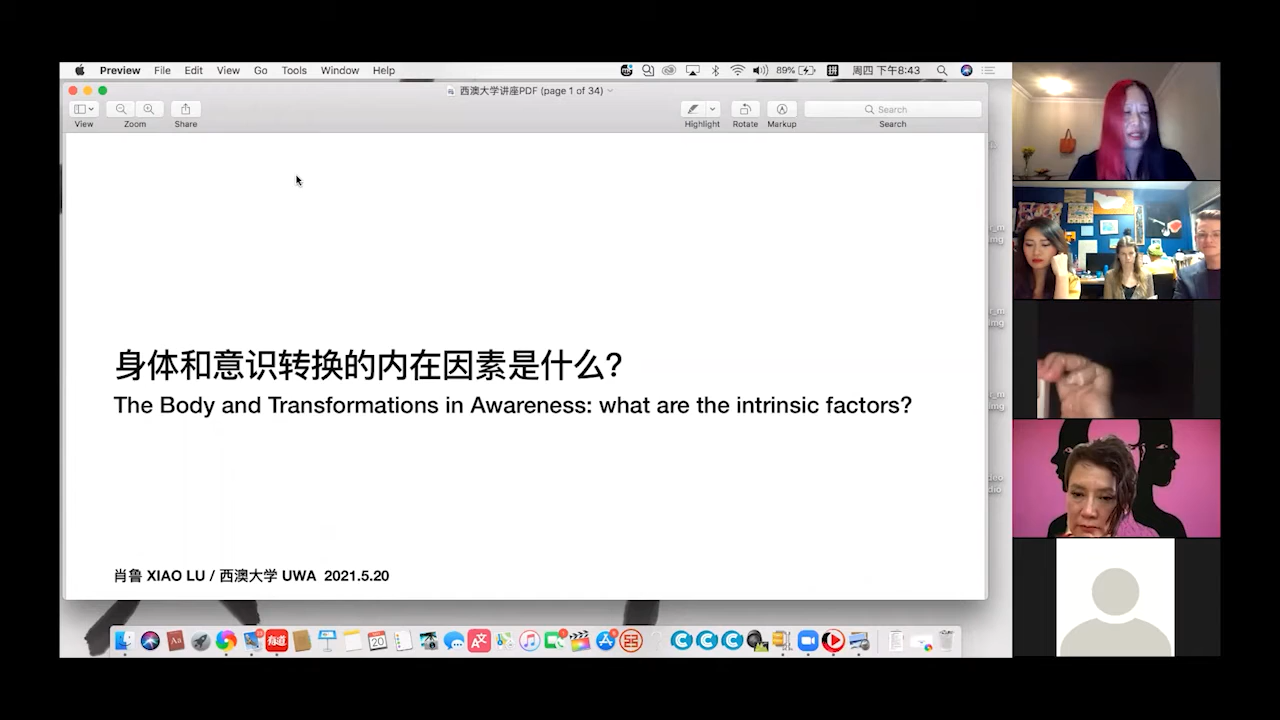 Preview File Edit View Go Tools Window Help 89% 周四 下午8:43
西澳大学讲座PDF (page 1 of 34)
View Zoom Share Highlight Rotate Markup Search
Search
身体和意识转换的内在因素是什么?
The Body and Transformations in Awareness: what are the intrinsic factors?
肖鲁 XIAO LU / 西澳大学 UWA 2021.5.20
有道
20